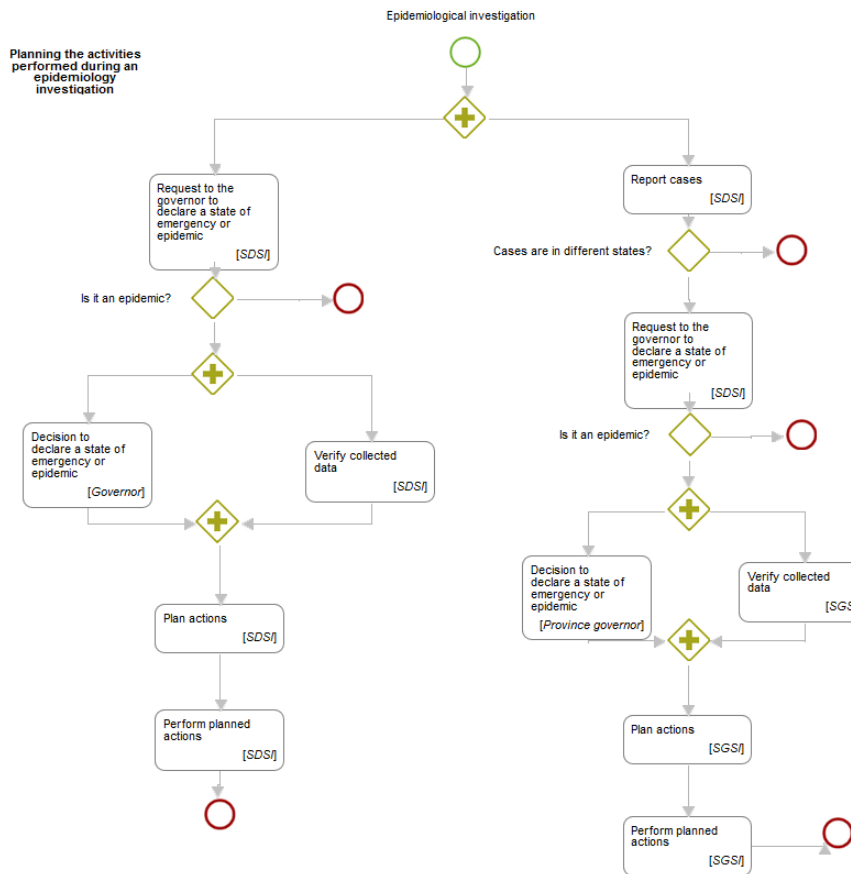 Epidemiological investigation
Planning the activities
performed during an
epidemiology
investigation
Request to the
governor to
declare a state of
emergency or
epidemic
[SDSI]
Is it an epidemic?
Decision to
declare a state of
emergency or
epidemic
[Governor]
Verify collected
data
[SDSI]
Plan actions
[SDSI]
Perform planned
actions
[SDSI]
Report cases
[SDSI]
Cases are in different states?
Request to the
governor to
declare a state of
emergency or
epidemic
[SDSI]
Is it an epidemic?
Decision to
declare a state of
emergency or
epidemic
[Province governor]
Verify collected
data
[SGS
Plan actions
[SGSI]
Perform planned
actions
[SGSI]